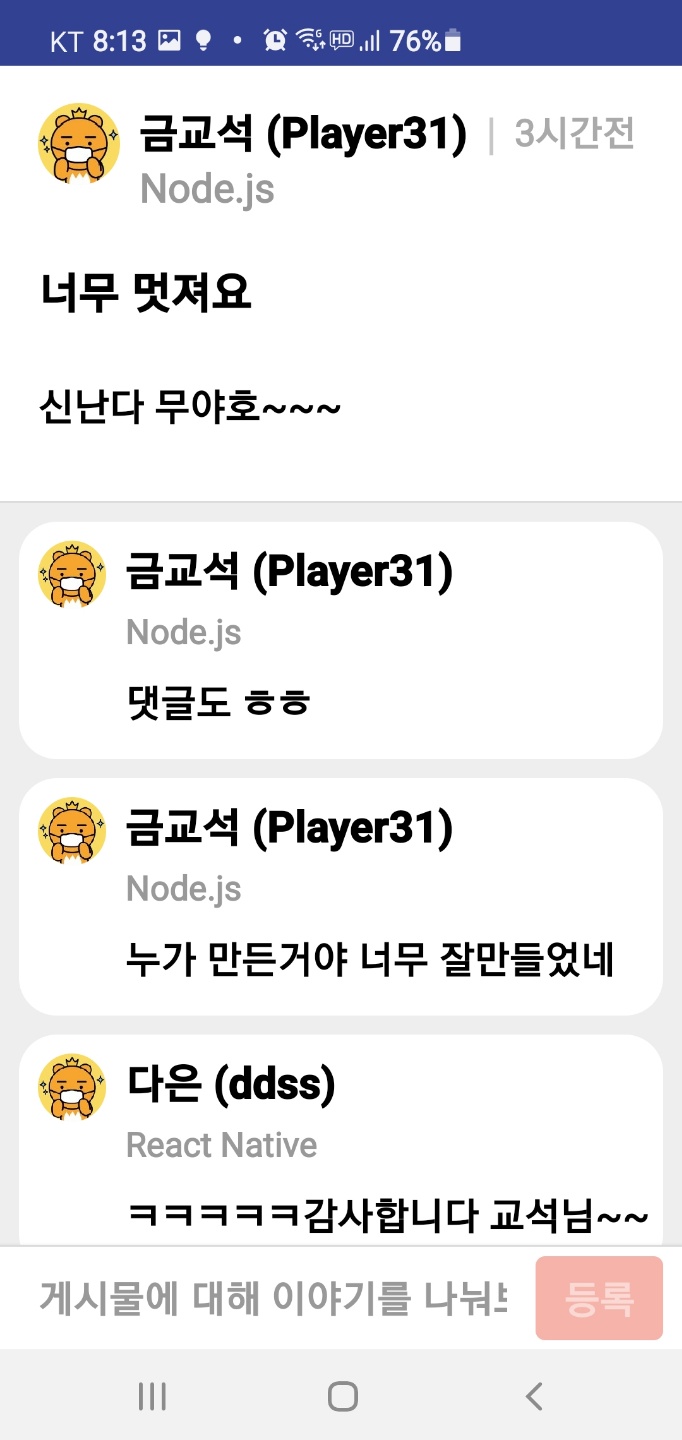 KT 8:13 HD 76%
금교석 (Player31) | 3시간전
Node.js
너무 멋져요
신난다 무야호~~~
금교석 (Player31)
Node.js
댓글도 ㅎㅎ
금교석 (Player31)
Node.js
누가 만든거야 너무 잘만들었네
다은 (ddss)
React Native
ㅋㅋㅋㅋㅋ감사합니다 교석님~~
게시물에 대해 이야기를
등록